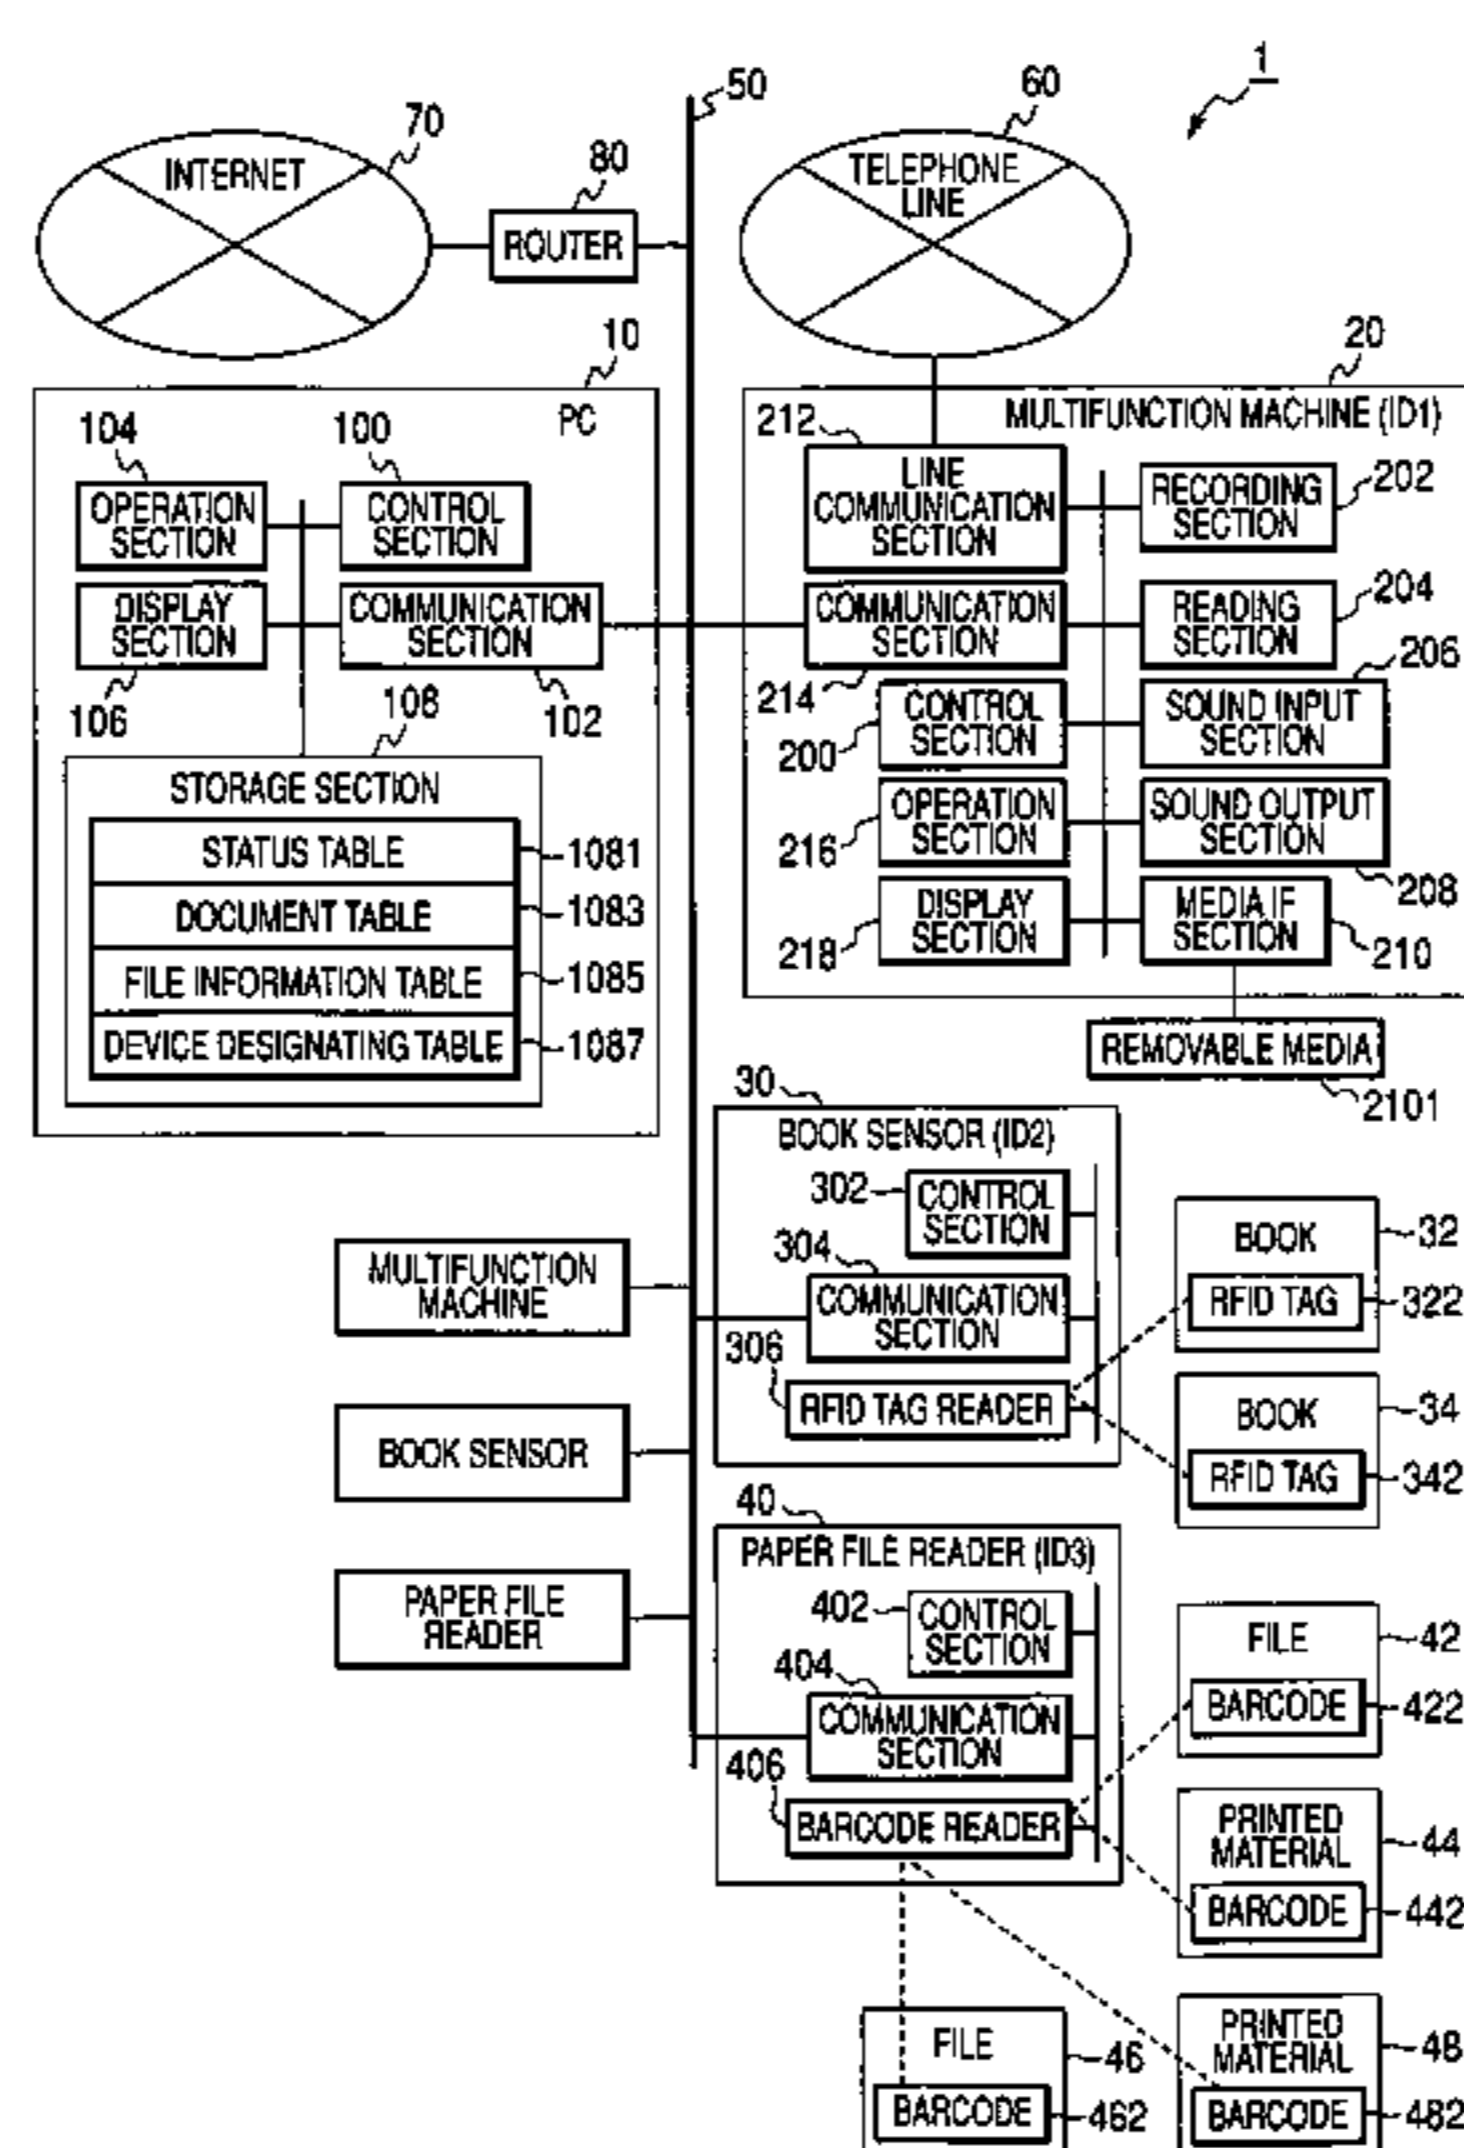 1
50
60
70
80
INTERNET
TELEPHONE
LINE
ROUTER
10
20
PC
MULTIFUNCTION MACHINE (ID1)
104
100
212
OPERATION
SECTION
CONTROL
SECTION
LINE
COMMUNICATION
SECTION
RECORDING
SECTION
202
DISPLAY
SECTION
COMMUNICATION
SECTION
COMMUNICATION
SECTION
READING
SECTION
204
206
106
108
102
214
CONTROL
SECTION
200
SOUND INPUT
SECTION
STORAGE SECTION
OPERATION
SECTION
216
SOUND OUTPUT
SECTION
208
STATUS TABLE
1081
DOCUMENT TABLE
1083
FILE INFORMATION TABLE
1085
DEVICE DESIGNATING TABLE
1087
DISPLAY
SECTION
218
MEDIA IF
SECTION
210
REMOVABLE MEDIA
2101
30
BOOK SENSOR (ID2)
302
CONTROL
SECTION
304
COMMUNICATION
SECTION
306
RFID TAG READER
BOOK
32
RFID TAG
322
BOOK
34
RFID TAG
342
MULTIFUNCTION
MACHINE
BOOK SENSOR
PAPER FILE
READER
40
PAPER FILE READER (ID3)
402
CONTROL
SECTION
404
COMMUNICATION
SECTION
406
BARCODE READER
FILE
42
BARCODE
422
PRINTED
MATERIAL
44
BARCODE
442
FILE
46
BARCODE
462
PRINTED
MATERIAL
48
BARCODE
482